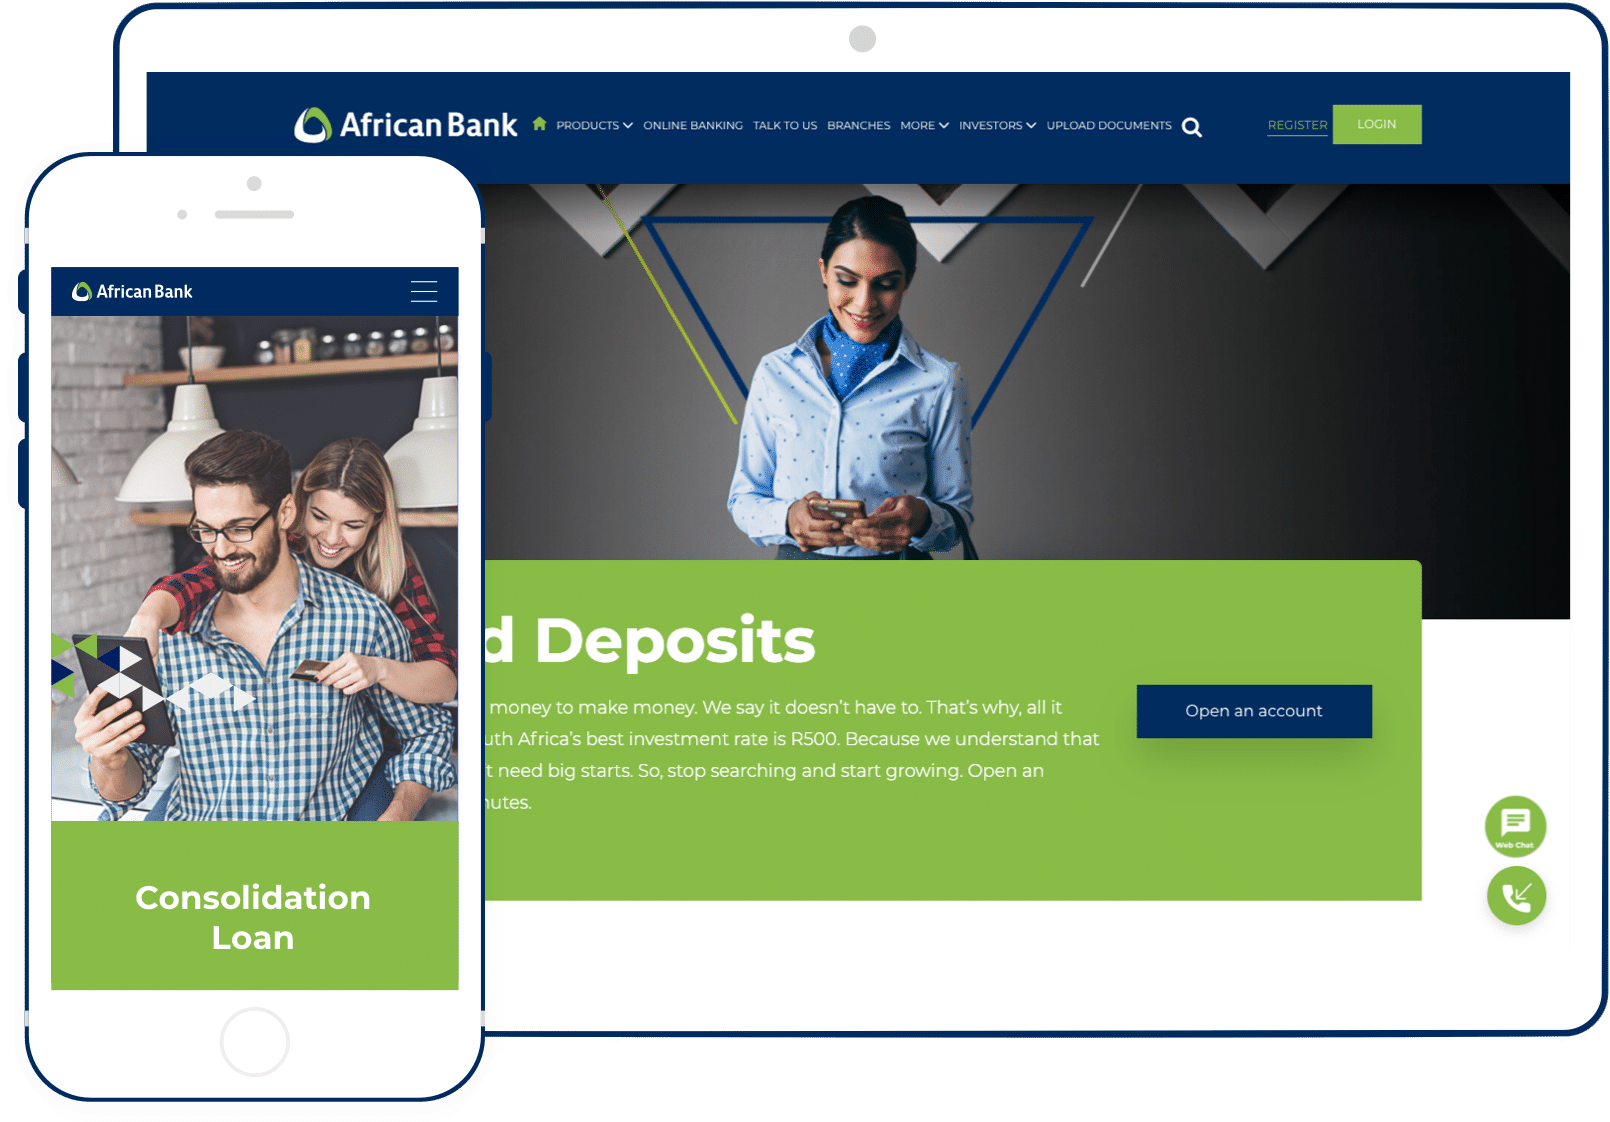 African Bank
PRODUCTS
ONLINE BANKING
TALK TO US
BRANCHES
MORE
INVESTORS
UPLOAD DOCUMENTS
REGISTER
LOGIN
d Deposits
money to make money. We say it doesn't have to. That's why, all it
uth Africa's best investment rate is R500. Because we understand that
t need big starts. So, stop searching and start growing. Open an
nutes.
Open an account
Web Chat
African Bank
Consolidation
Loan